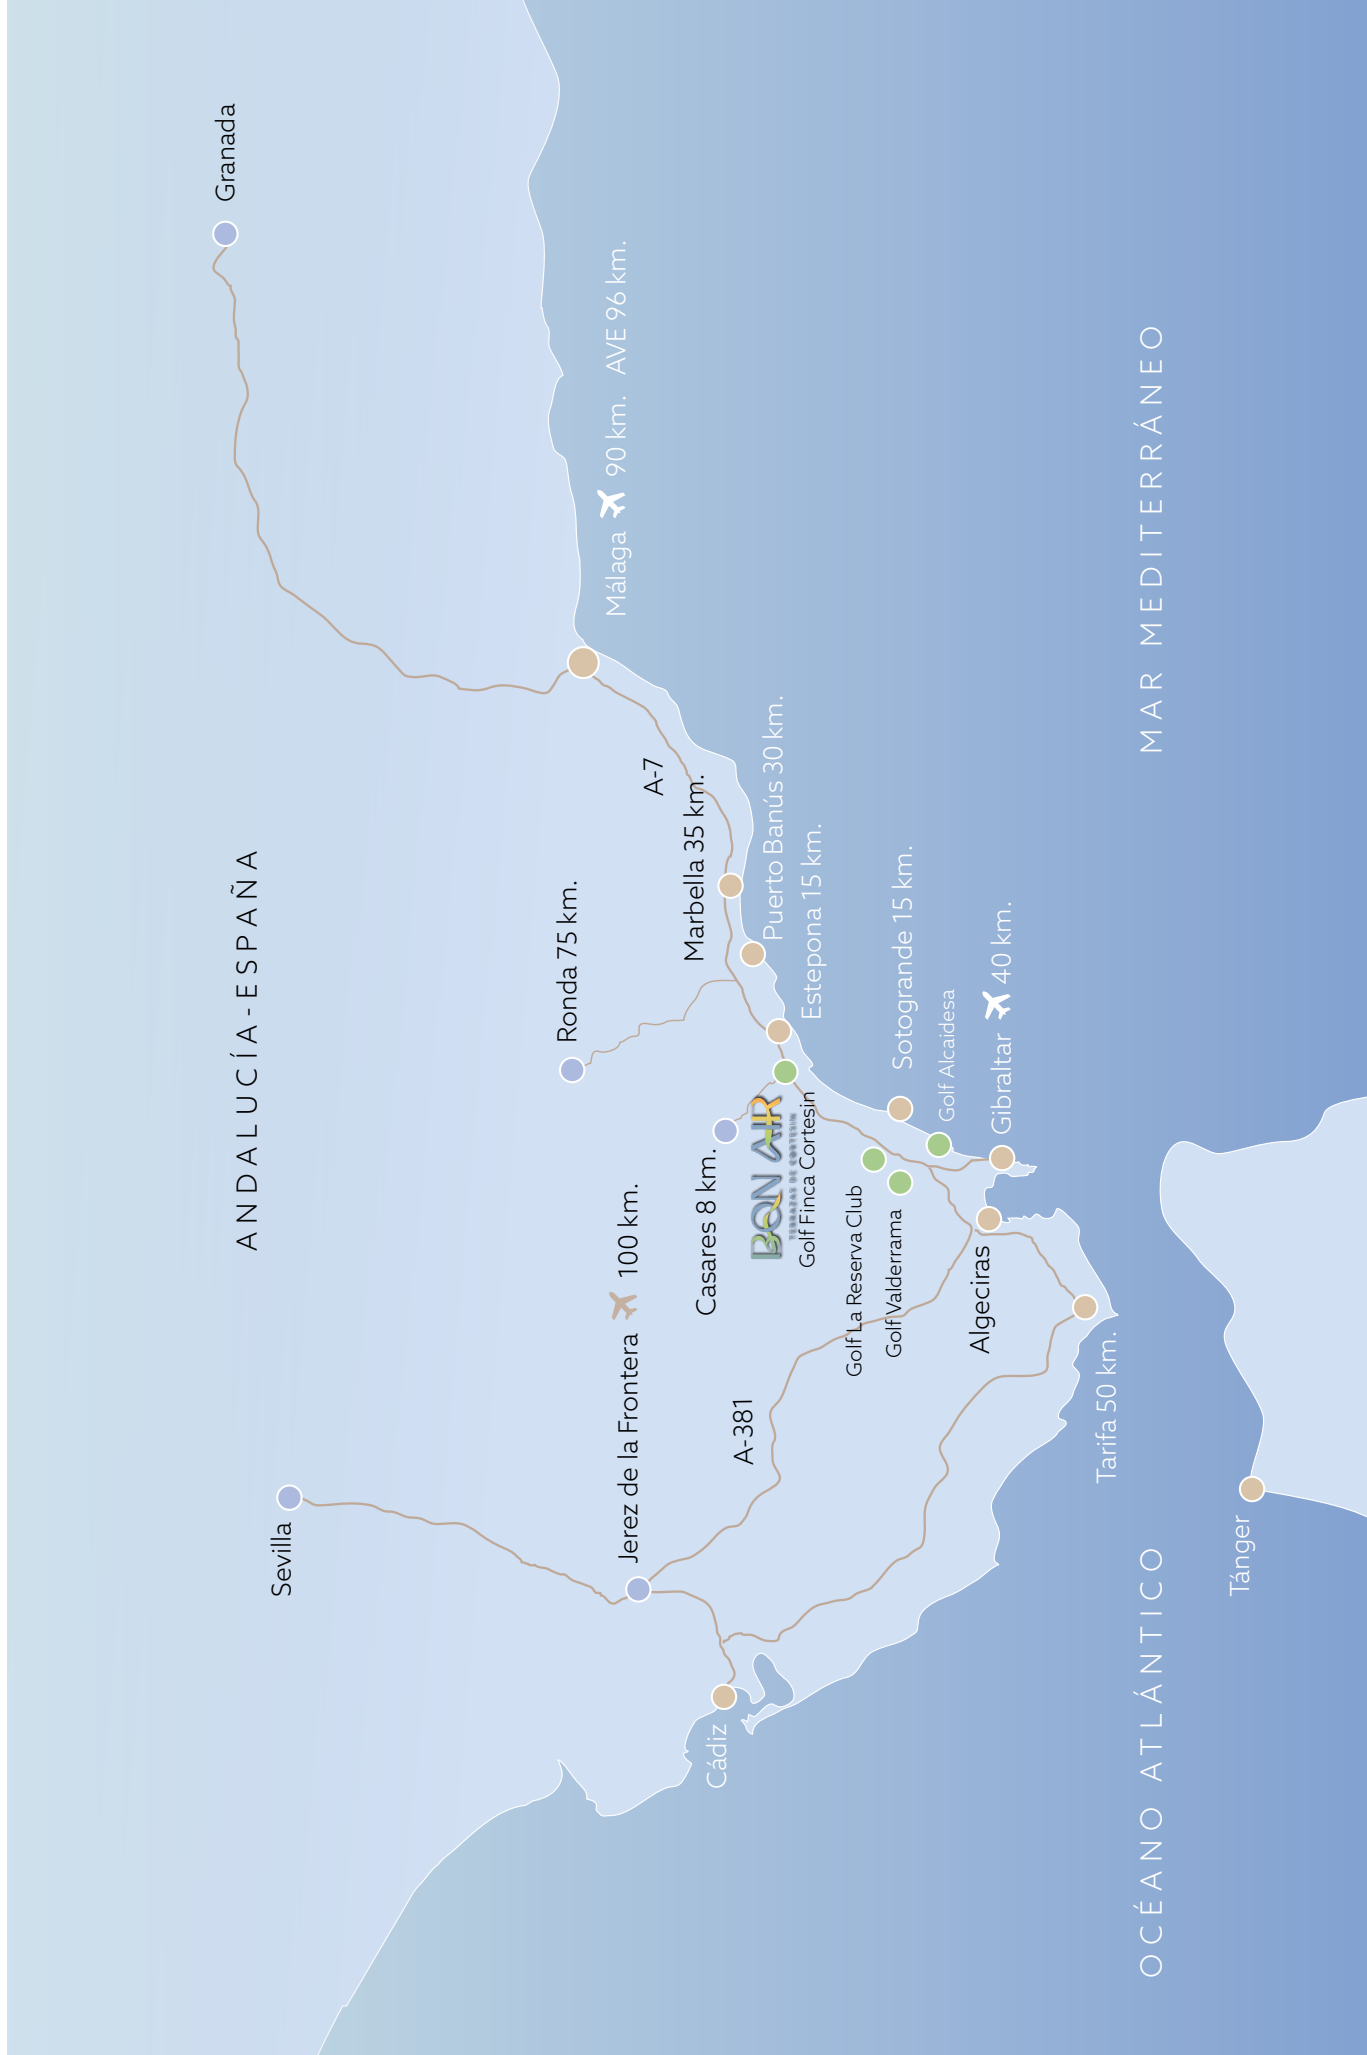 Granada
ANDALUCÍA-ESPAÑA
Sevilla
Ronda 75 km.
Málaga 90 km. AVE 96 km.
Jerez de la Frontera 100 km.
A-7
Marbella 35 km.
Casares 8 km.
Cádiz
A-381
Puerto Banús 30 km.
BON AIR
TERRAZAS DE CORTESIN
Golf Finca Cortesin
Estepona 15 km.
Golf La Reserva Club
Golf Valderrama
Sotogrande 15 km.
Golf Alcaidesa
Algeciras
Gibraltar 40 km.
Tarifa 50 km.
OCÉANO ATLÁNTICO
MAR MEDITERRÁNEO
Tánger